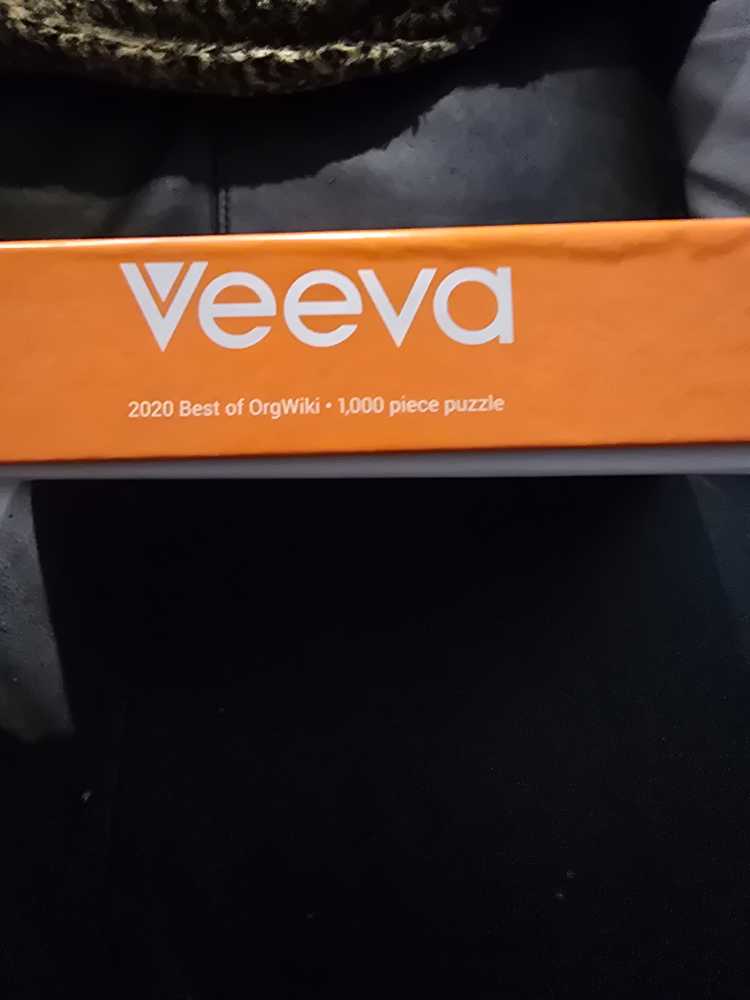 Veeva
2020 Best of OrgWiki • 1,000 piece puzzle